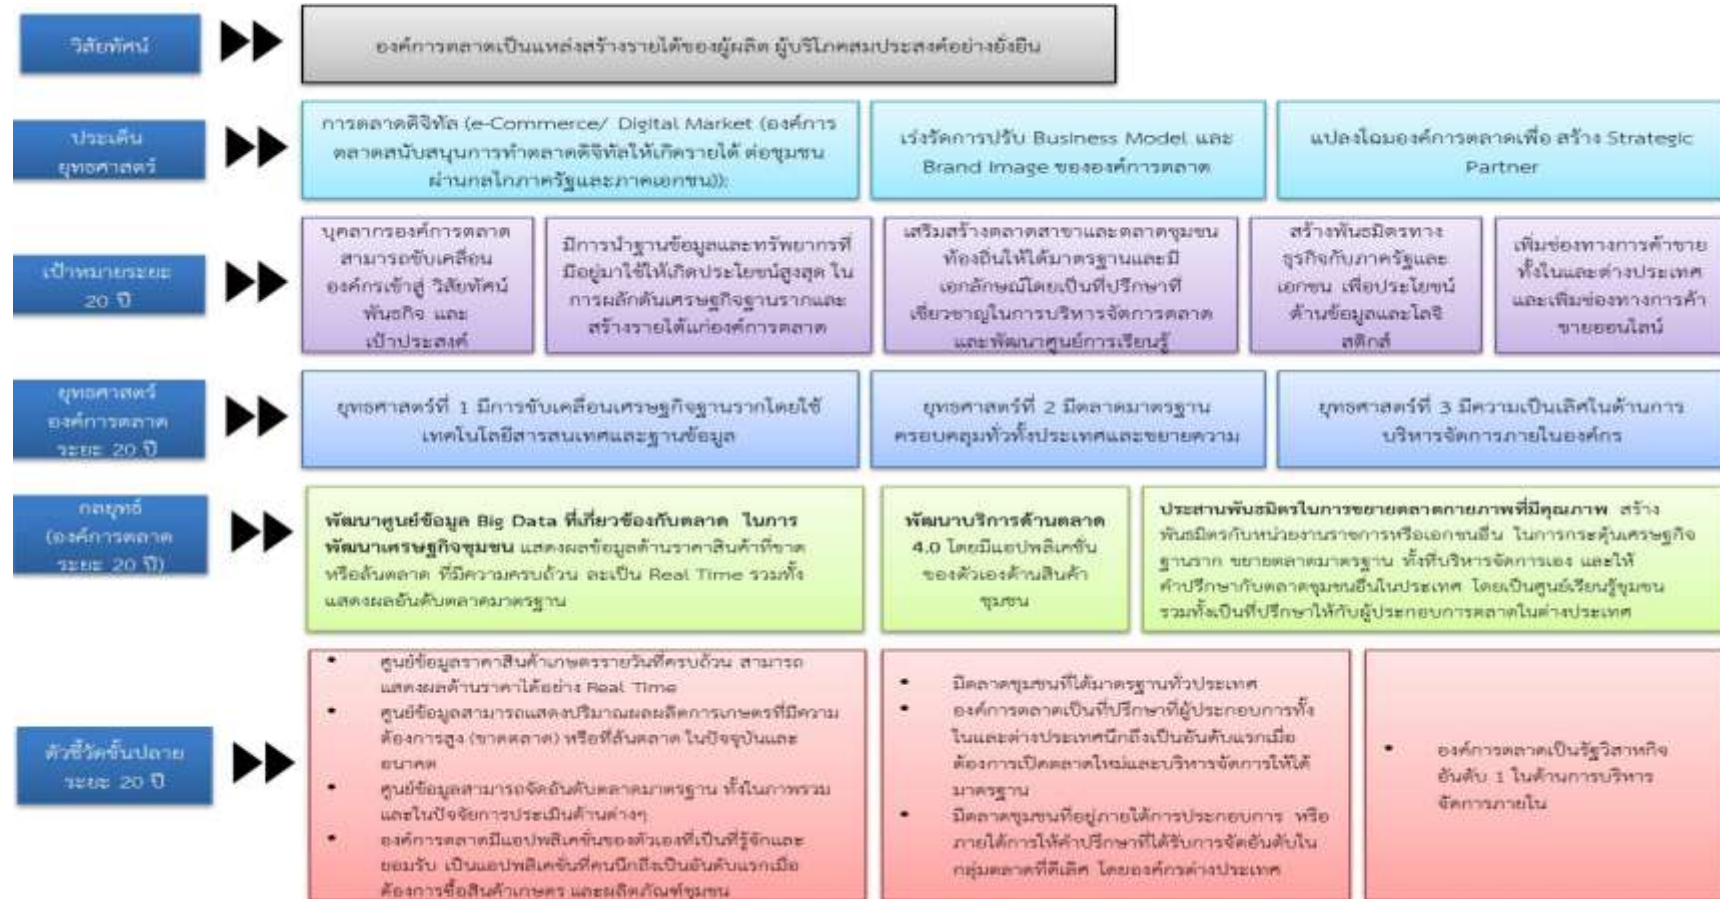 วิสัยทัศน์
องค์การตลาดเป็นแหล่งสร้างรายได้ของผู้ผลิต ผู้บริโภคสมประสงค์อย่างยั่งยืน
ประเด็น
ยุทธศาสตร์
การตลาดดิจิทัล (e-Commerce/ Digital Market (องค์การ
ตลาดสนับสนุนการทำตลาดดิจิทัลให้เกิดรายได้ ต่อชุมชน
ผ่านกลไกภาครัฐและภาคเอกชน));
เร่งรัดการปรับ Business Model และ
Brand Image ขององค์การตลาด
แปลงโฉมองค์การตลาดเพื่อ สร้าง Strategic
Partner
เป้าหมายระยะ
20 ปี
บุคลากรองค์การตลาด
สามารถขับเคลื่อน
องค์กรเข้าสู่ วิสัยทัศน์
พันธกิจ และ
เป้าประสงค์
มีการนำฐานข้อมูลและทรัพยากรที่
มีอยู่มาใช้ให้เกิดประโยชน์สูงสุด ใน
การผลักดันเศรษฐกิจฐานรากและ
สร้างรายได้แก่องค์การตลาด
เสริมสร้างตลาดสาขาและตลาดชุมชน
ท้องถิ่นให้ได้มาตรฐานและมี
เอกลักษณ์โดยเป็นที่ปรึกษาที่
เชี่ยวชาญในการบริหารจัดการตลาด
และพัฒนาศูนย์การเรียนรู้
สร้างพันธมิตรทาง
ธุรกิจกับภาครัฐและ
เอกชน เพื่อประโยชน์
ด้านข้อมูลและโลจิ
สติกส์
เพิ่มช่องทางการค้าขาย
ทั้งในและต่างประเทศ
และเพิ่มช่องทางการค้า
ขายออนไลน์
ยุทธศาสตร์
องค์การตลาด
ระยะ 20 ปี
ยุทธศาสตร์ที่ 1 มีการขับเคลื่อนเศรษฐกิจฐานรากโดยใช้
เทคโนโลยีสารสนเทศและฐานข้อมูล
ยุทธศาสตร์ที่ 2 มีตลาดมาตรฐาน
ครอบคลุมทั่วทั้งประเทศและขยายความ
ยุทธศาสตร์ที่ 3 มีความเป็นเลิศในด้านการ
บริหารจัดการภายในองค์กร
กลยุทธ์
(องค์การตลาด
ระยะ 20 ปี)
พัฒนาศูนย์ข้อมูล Big Data ที่เกี่ยวข้องกับตลาด ในการ
พัฒนาเศรษฐกิจชุมชน แสดงผลข้อมูลด้านราคาสินค้าที่ขาด
หรือล้นตลาด ที่มีความครบถ้วน ละเป็น Real Time รวมทั้ง
แสดงผลอันดับตลาดมาตรฐาน
พัฒนาบริการด้านตลาด
4.0 โดยมีแอปพลิเคชั่น
ของตัวเองด้านสินค้า
ชุมชน
ประสานพันธมิตรในการขยายตลาดกายภาพที่มีคุณภาพ สร้าง
พันธมิตรกับหน่วยงานราชการหรือเอกชนอื่น ในการกระตุ้นเศรษฐกิจ
ฐานราก ขยายตลาดมาตรฐาน ทั้งที่บริหารจัดการเอง และให้
คำปรึกษากับตลาดชุมชนอื่นในประเทศ โดยเป็นศูนย์เรียนรู้ชุมชน
รวมทั้งเป็นที่ปรึกษาให้กับผู้ประกอบการตลาดในต่างประเทศ
ตัวชี้วัดขั้นปลาย
ระยะ 20 ปี
• ศูนย์ข้อมูลราคาสินค้าเกษตรรายวันที่ครบถ้วน สามารถ
แสดงผลด้านราคาได้อย่าง Real Time
• ศูนย์ข้อมูลสามารถแสดงปริมาณผลผลิตการเกษตรที่มีความ
ต้องการสูง (ขาดตลาด) หรือที่ล้นตลาด ในปัจจุบันและ
อนาคต
• ศูนย์ข้อมูลสามารถจัดอันดับตลาดมาตรฐาน ทั้งในภาพรวม
และในปัจจัยการประเมินด้านต่างๆ
• องค์การตลาดมีแอปพลิเคชั่นของตัวเองที่เป็นที่รู้จักและ
ยอมรับ เป็นแอปพลิเคชันที่คนนึกถึงเป็นอันดับแรกเมื่อ
ต้องการซื้อสินค้าเกษตร และผลิตภัณฑ์ชุมชน
• มีตลาดชุมชนที่ได้มาตรฐานทั่วประเทศ
• องค์การตลาดเป็นที่ปรึกษาที่ผู้ประกอบการทั้ง
ในและต่างประเทศนึกถึงเป็นอันดับแรกเมื่อ
ต้องการเปิดตลาดใหม่และบริหารจัดการให้ได้
มาตรฐาน
• มีตลาดชุมชนที่อยู่ภายใต้การประกอบการ หรือ
ภายใต้การให้คำปรึกษาที่ได้รับการจัดอันดับใน
กลุ่มตลาดที่ดีเลิศ โดยองค์กรต่างประเทศ
• องค์การตลาดเป็นรัฐวิสาหกิจ
อันดับ 1 ในด้านการบริหาร
จัดการภายใน